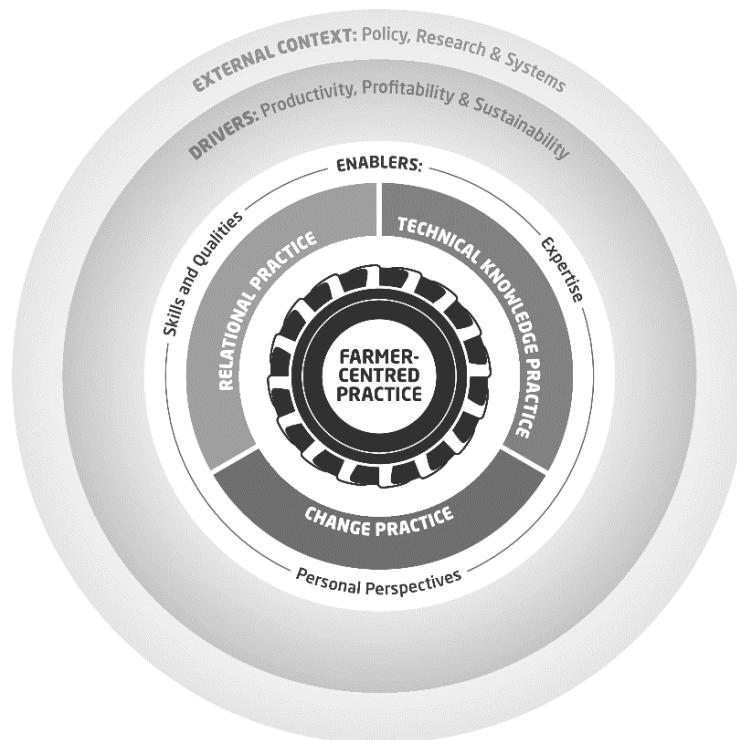 EXTERNAL CONTEXT: Policy, Research & Systems
DRIVERS: Productivity, Profitability & Sustainability
ENABLERS:
Skills and Qualities
Expertise
RELATIONAL PRACTICE
TECHNICAL KNOWLEDGE PRACTICE
FARMER-
CENTRED
PRACTICE
CHANGE PRACTICE
Personal Perspectives